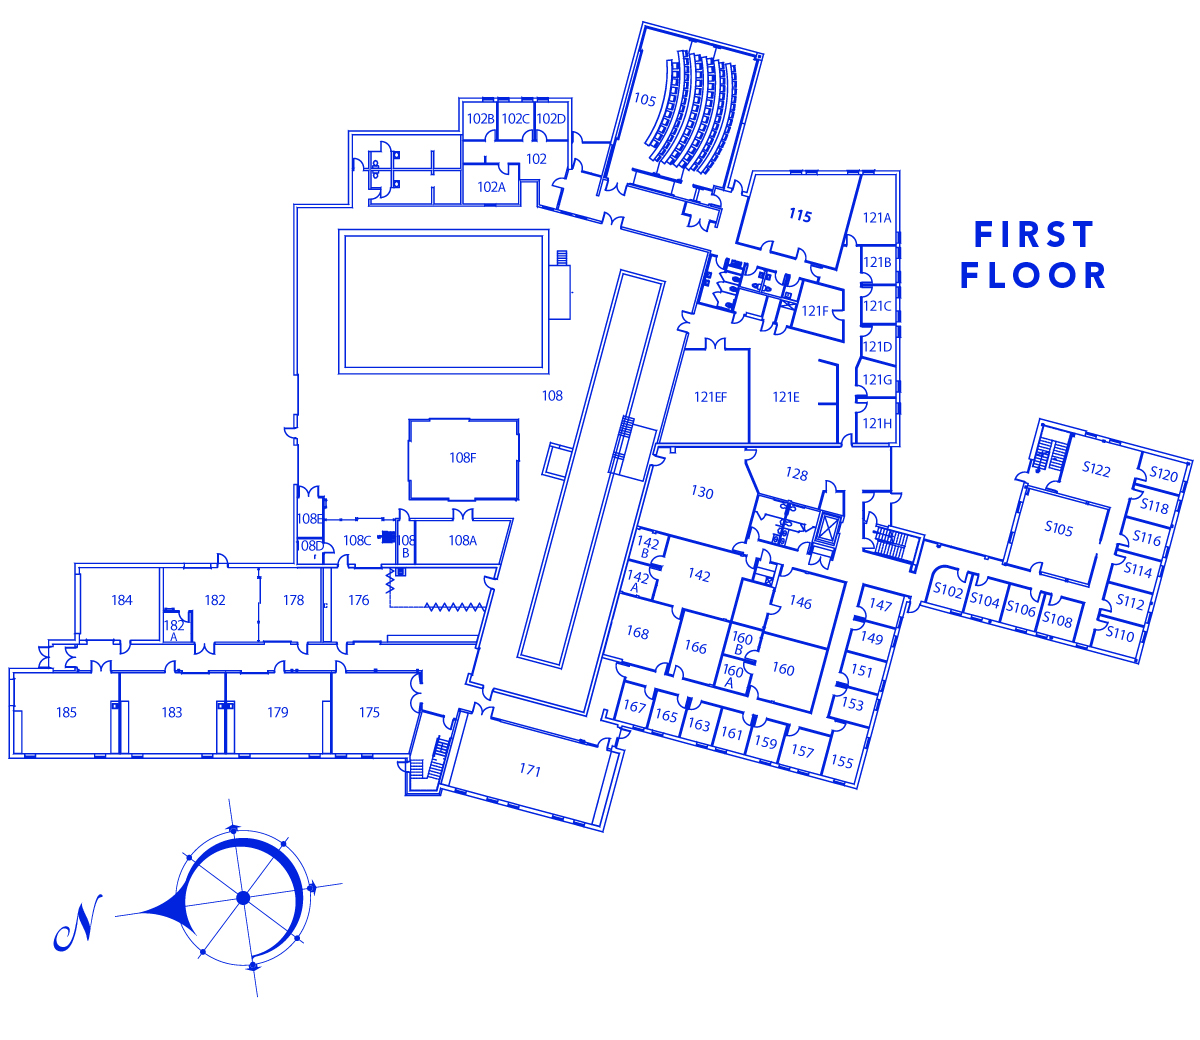 105
102B
102C
102D
102
102A
115
121A
FIRST
FLOOR
121B
121C
121F
121D
121G
121H
108
121EF
121E
108F
128
130
S122
S120
S118
S105
S116
S114
S112
S110
108E
108D
108C
108
B
108A
142
B
142
142
A
146
147
149
S102
S104
S106
S108
184
182
178
176
182
A
168
166
160
B
160
A
160
151
153
185
183
179
175
167
165
163
161
159
157
155
171
N